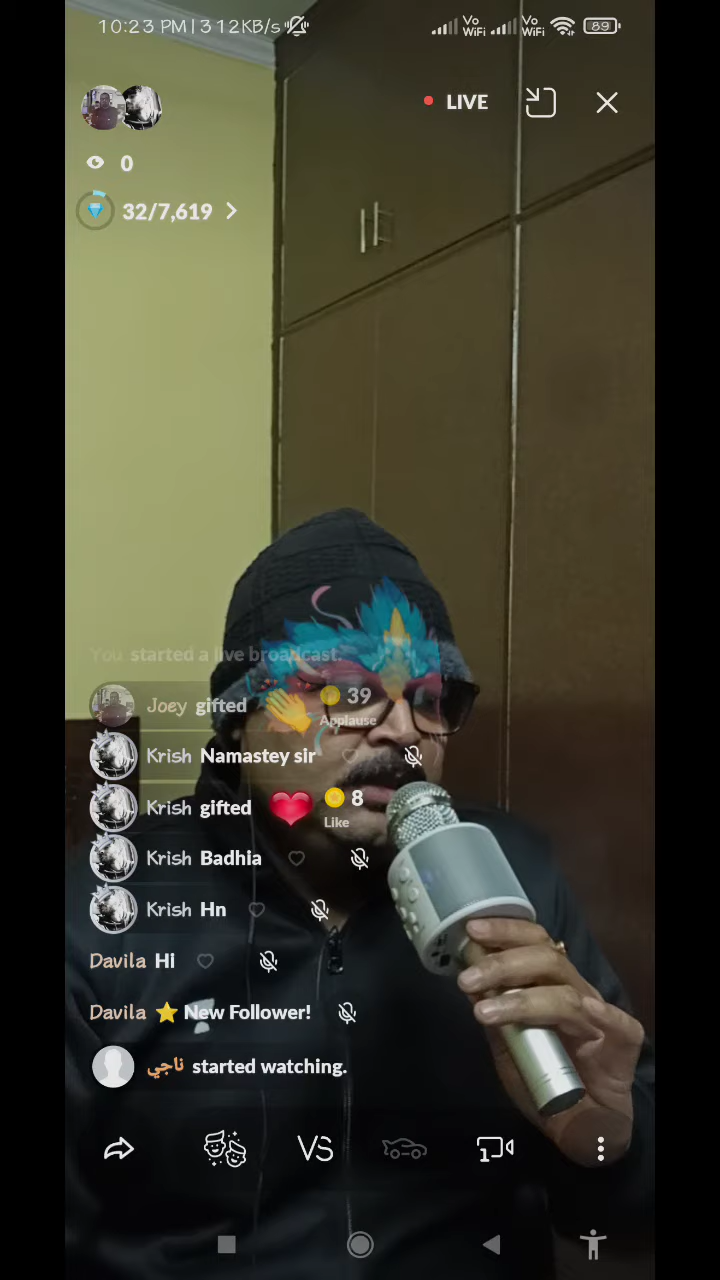 10:23 PM | 312KB/s
Vo WiFi Vo WiFi 89
LIVE
0
32/7,619
You started a live broadcast.
Joey gifted 39
Applause
Krish Namastey sir
Krish gifted 8
Like
Krish Badhia
Krish Hn
Davila Hi
Davila ⭐ New Follower!
ناجي started watching.
VS
1